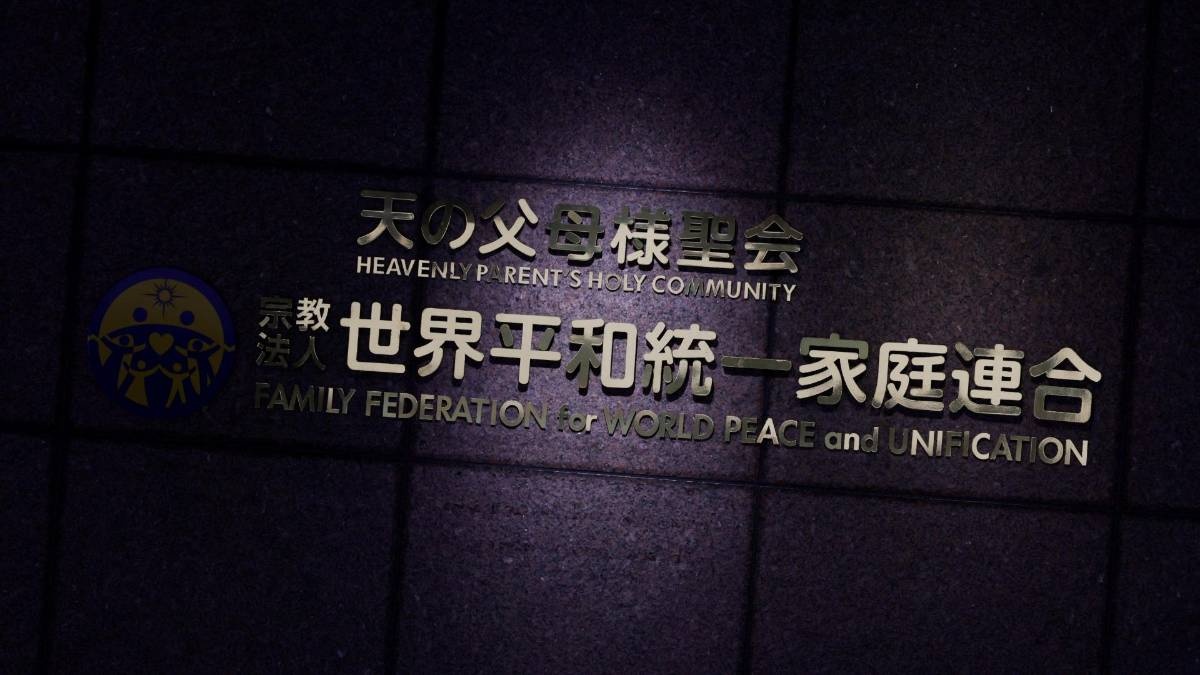 天の父母様聖会
HEAVENLY PARENT'S HOLY COMMUNITY
宗教法人 世界平和統一家庭連合
FAMILY FEDERATION for WORLD PEACE and UNIFICATION